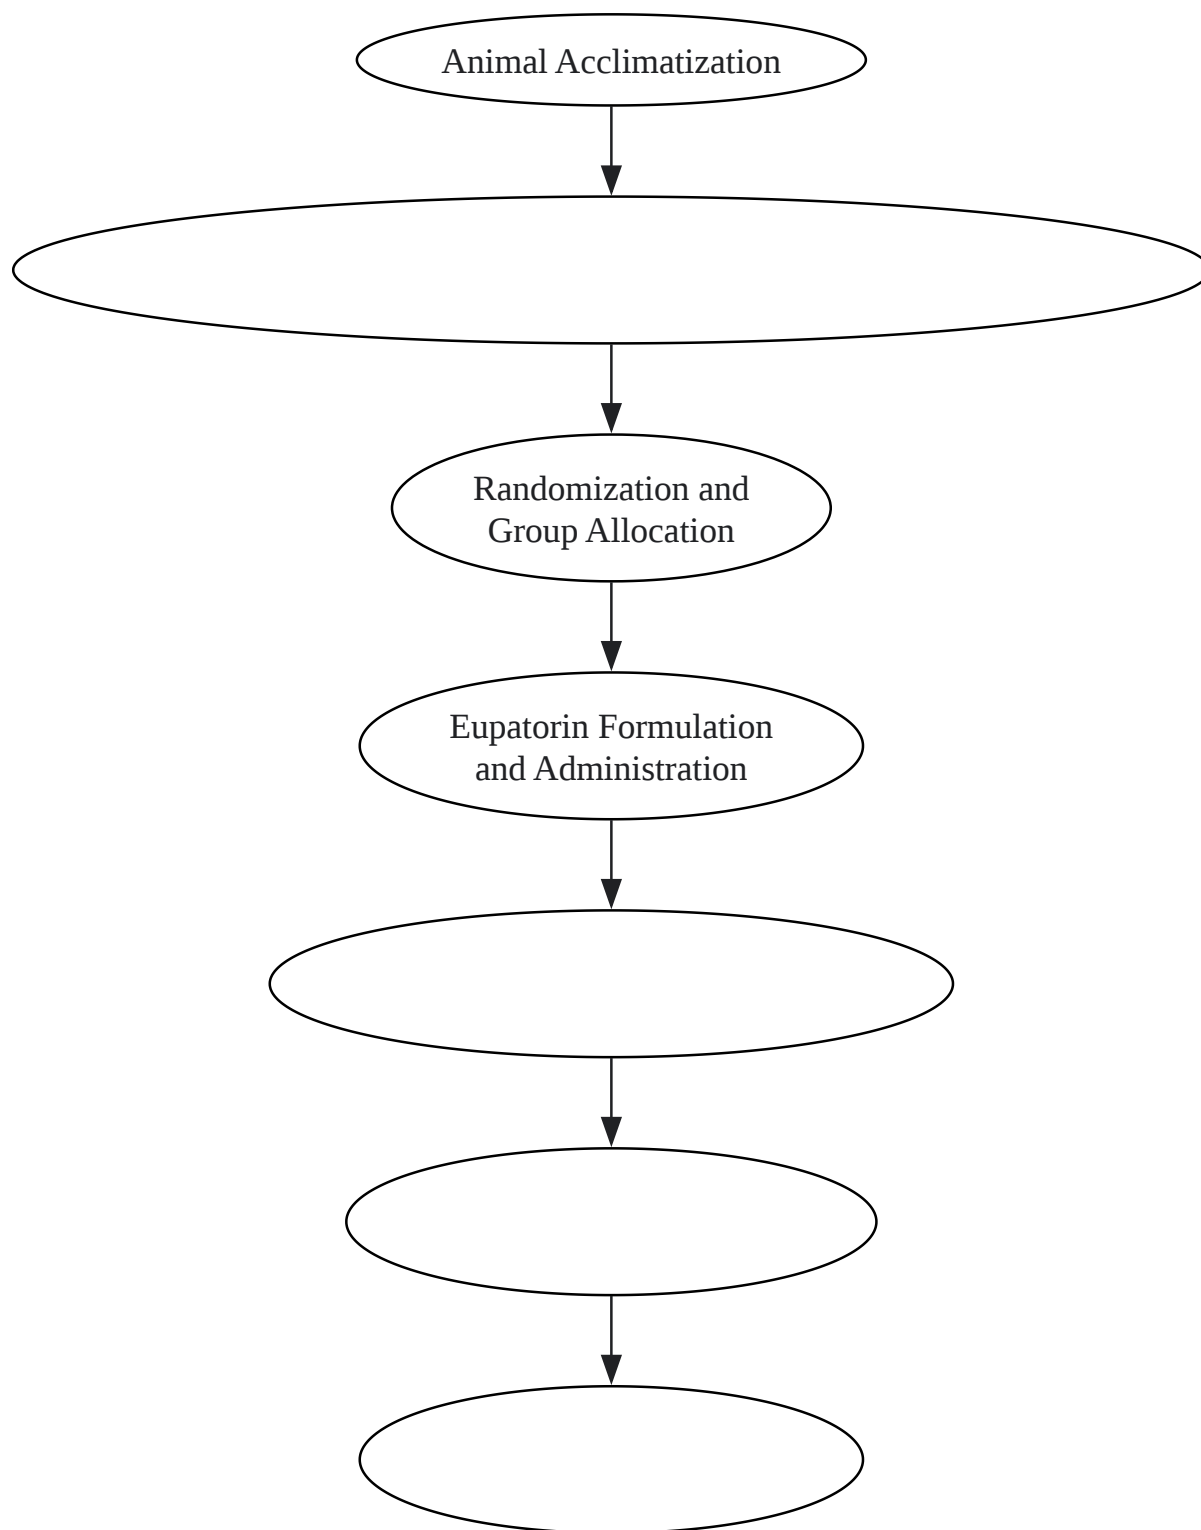 Animal Acclimatization
Randomization and
Group Allocation
Eupatorin Formulation
and Administration